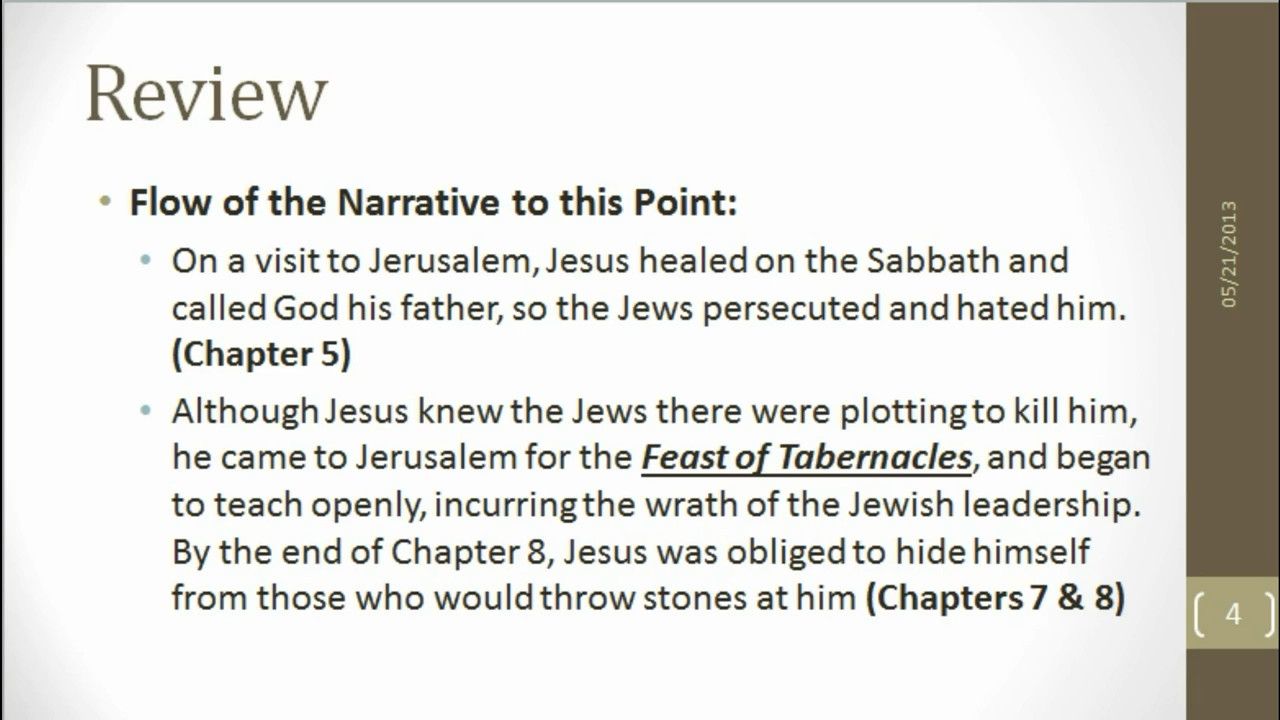 Review
• Flow of the Narrative to this Point:
• On a visit to Jerusalem, Jesus healed on the Sabbath and
called God his father, so the Jews persecuted and hated him.
(Chapter 5)
• Although Jesus knew the Jews there were plotting to kill him,
he came to Jerusalem for the Feast of Tabernacles, and began
to teach openly, incurring the wrath of the Jewish leadership.
By the end of Chapter 8, Jesus was obliged to hide himself
from those who would throw stones at him (Chapters 7 & 8)
05/21/2013
4